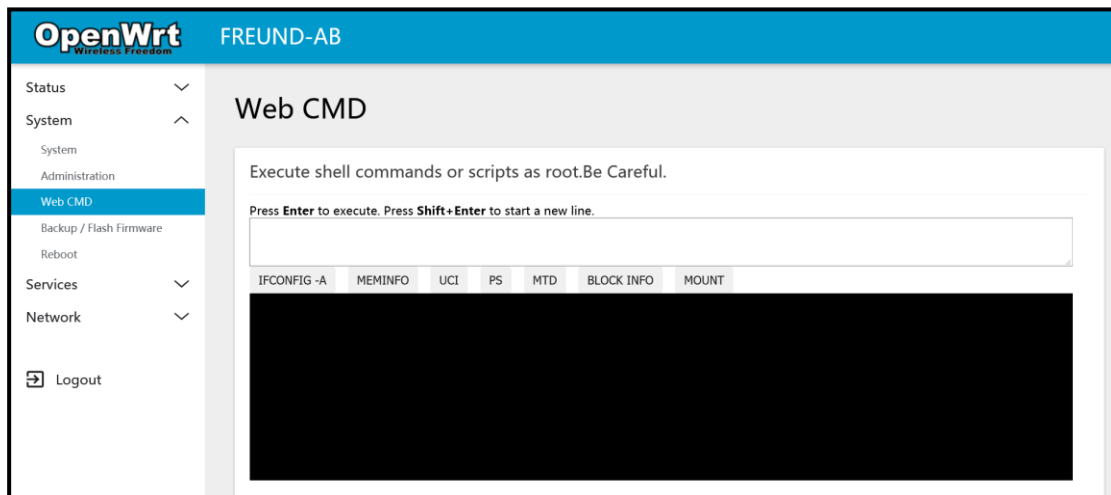 OpenWrt
Wireless Freedom
FREUND-AB
Status
System
System
Administration
Web CMD
Backup / Flash Firmware
Reboot
Services
Network
Logout
Web CMD
Execute shell commands or scripts as root.Be Careful.
Press Enter to execute. Press Shift+Enter to start a new line.
IFCONFIG -A MEMINFO UCI PS MTD BLOCK INFO MOUNT